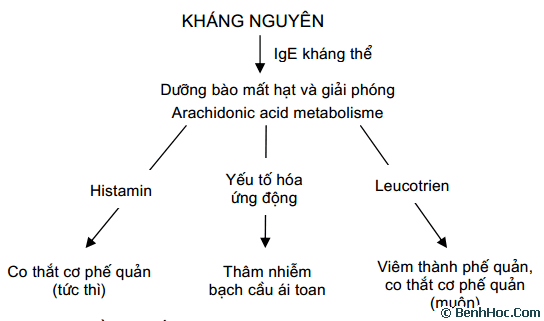 KHÁNG NGUYÊN
IgE kháng thể
Dưỡng bào mất hạt và giải phóng
Arachidonic acid metabolisme
Histamin
Yếu tố hóa
ứng động
Leucotrien
Co thắt cơ phế quản
(tức thì)
Thâm nhiễm
bạch cầu ái toan
Viêm thành phế quản,
co thắt cơ phế quản
(muộn)
© BenhHoc.Com